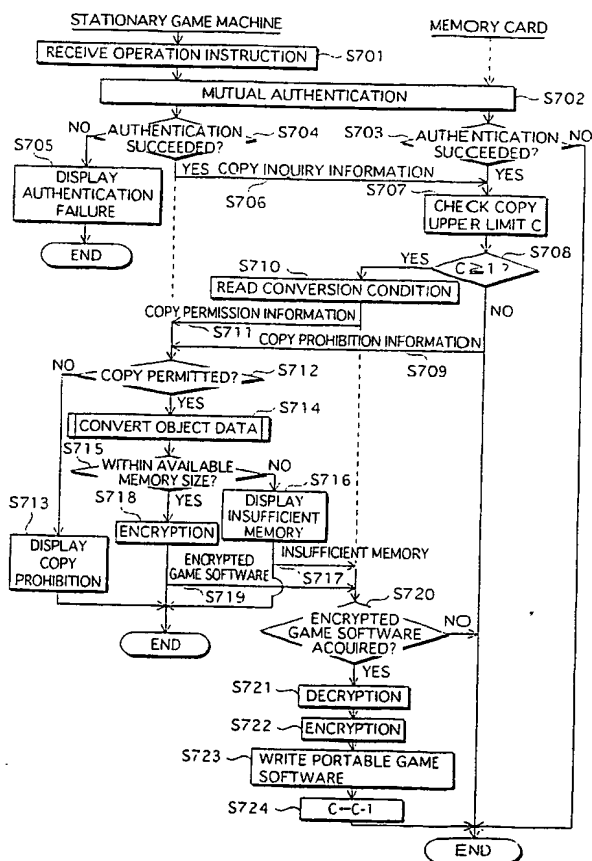 STATIONARY GAME MACHINE
MEMORY CARD
RECEIVE OPERATION INSTRUCTION
S701
MUTUAL AUTHENTICATION
S702
NO
AUTHENTICATION
SUCCEEDED?
S704
S703
AUTHENTICATION
SUCCEEDED?
NO
S705
DISPLAY
AUTHENTICATION
FAILURE
END
YES
COPY INQUIRY INFORMATION
S706
YES
S707
CHECK COPY
UPPER LIMIT C
S708
YES
C≧1?
NO
S710
READ CONVERSION CONDITION
COPY PERMISSION INFORMATION
S711
COPY PROHIBITION INFORMATION
S709
NO
COPY PERMITTED?
S712
YES
CONVERT OBJECT DATA
S714
S715
WITHIN AVAILABLE
MEMORY SIZE?
NO
S716
DISPLAY
INSUFFICIENT
MEMORY
S718
YES
ENCRYPTION
S713
DISPLAY
COPY
PROHIBITION
INSUFFICIENT MEMORY
S717
ENCRYPTED
GAME SOFTWARE
S719
END
S720
ENCRYPTED
GAME SOFTWARE
ACQUIRED?
NO
YES
S721
DECRYPTION
S722
ENCRYPTION
S723
WRITE PORTABLE GAME
SOFTWARE
S724
C←C-1
END